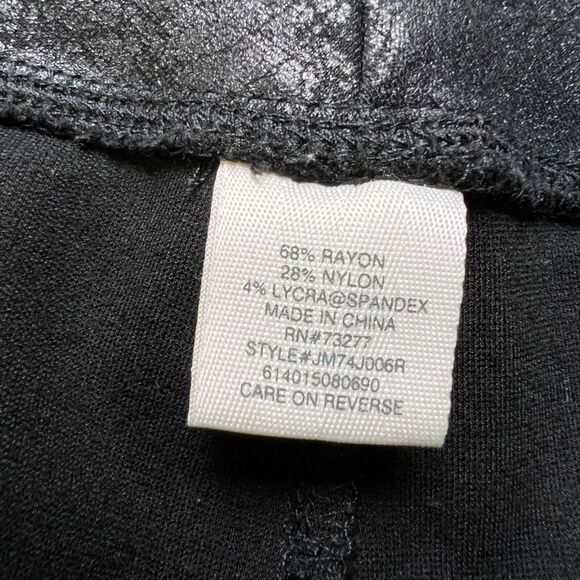 68% RAYON
28% NYLON
4% LYCRA@SPANDEX
MADE IN CHINA
RN#73277
STYLE#JM74J006R
614015080690
CARE ON REVERSE